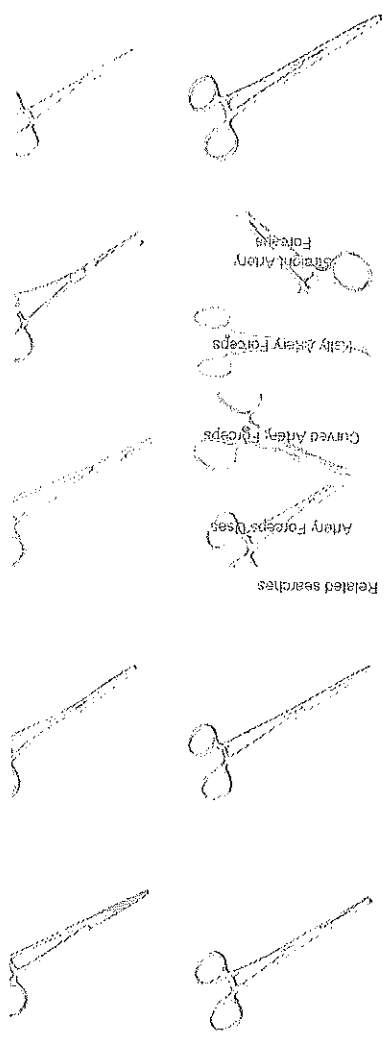 Related searches
Artery Forceps Uses
Curved Artery Forceps
Kelly Artery Forceps
Straight Artery
Forceps